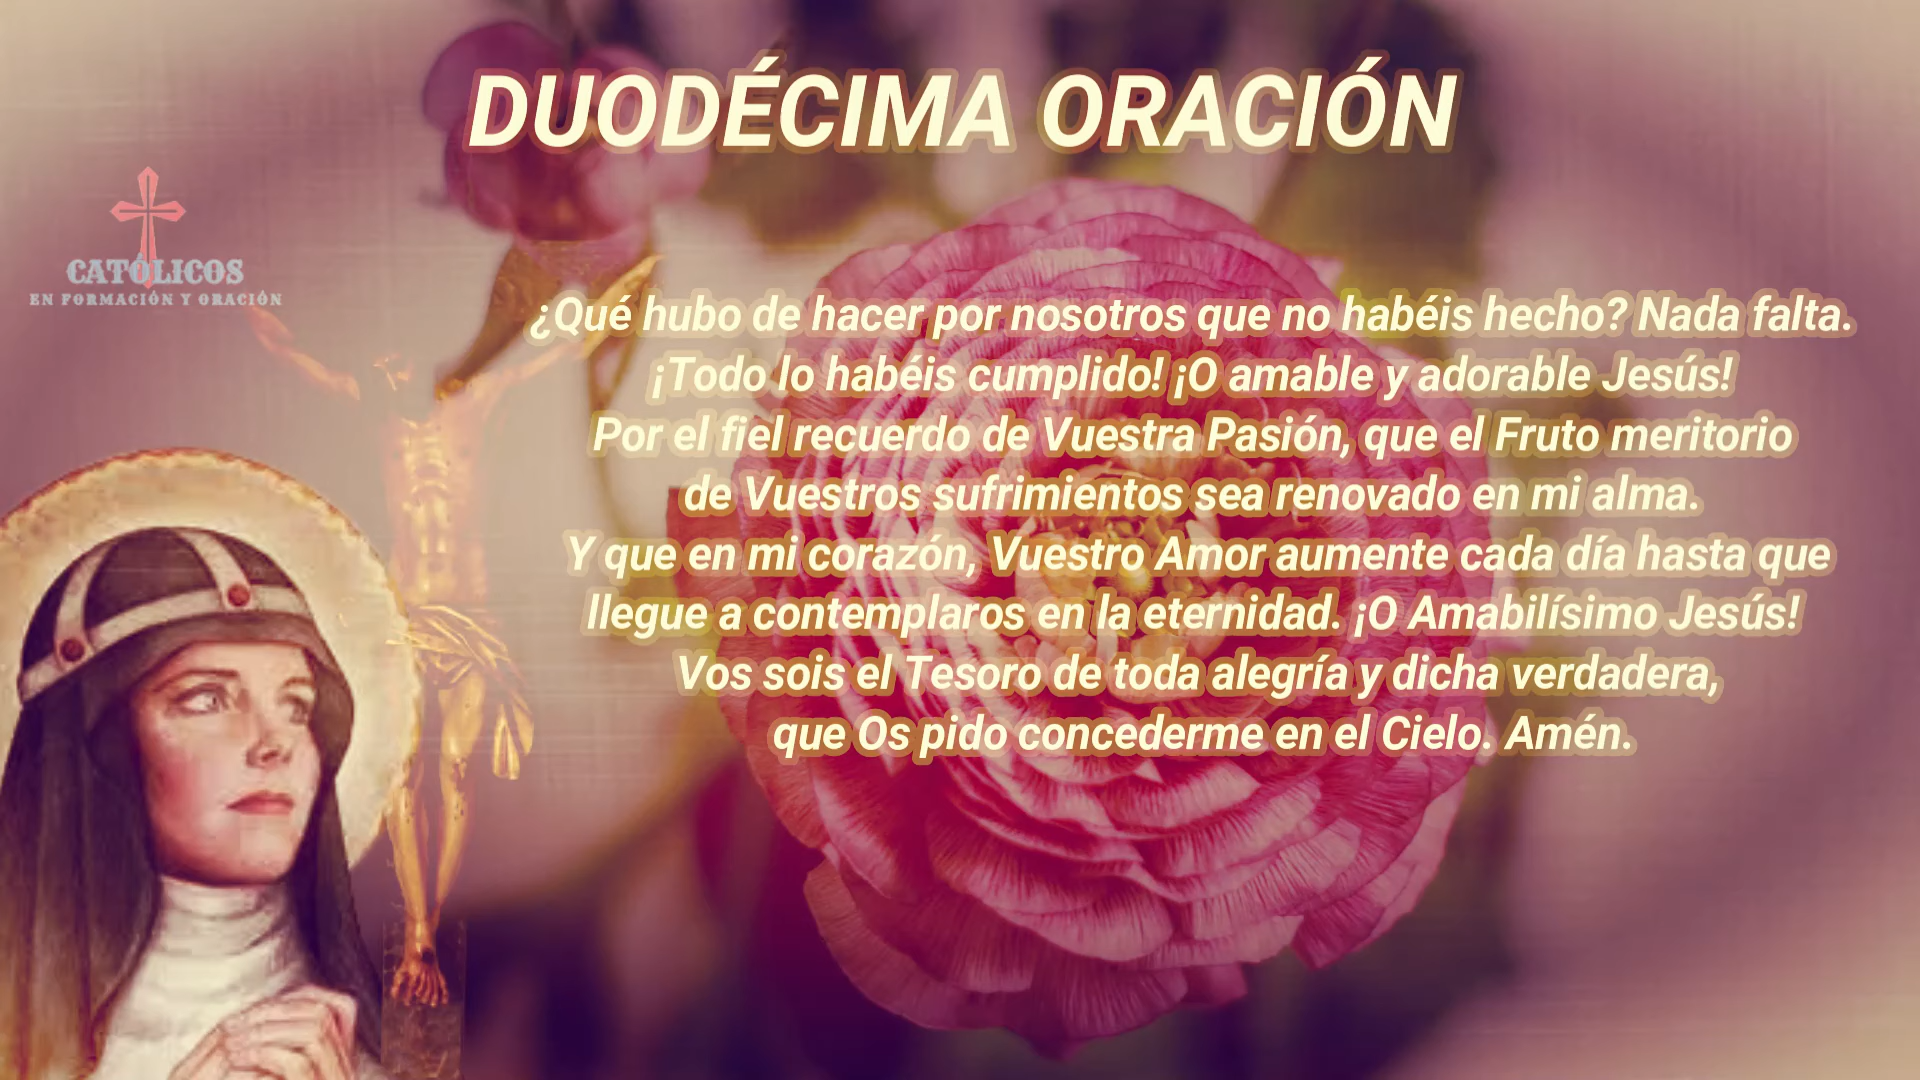 DUODÉCIMA ORACIÓN
CATÓLICOS
EN FORMACIÓN Y ORACIÓN
¿Qué hubo de hacer por nosotros que no habéis hecho? Nada falta.
¡Todo lo habéis cumplido! ¡O amable y adorable Jesús!
Por el fiel recuerdo de Vuestra Pasión, que el Fruto meritorio
de Vuestros sufrimientos sea renovado en mi alma.
Y que en mi corazón, Vuestro Amor aumente cada día hasta que
llegue a contemplaros en la eternidad. ¡O Amabilísimo Jesús!
Vos sois el Tesoro de toda alegría y dicha verdadera,
que Os pido concederme en el Cielo. Amén.